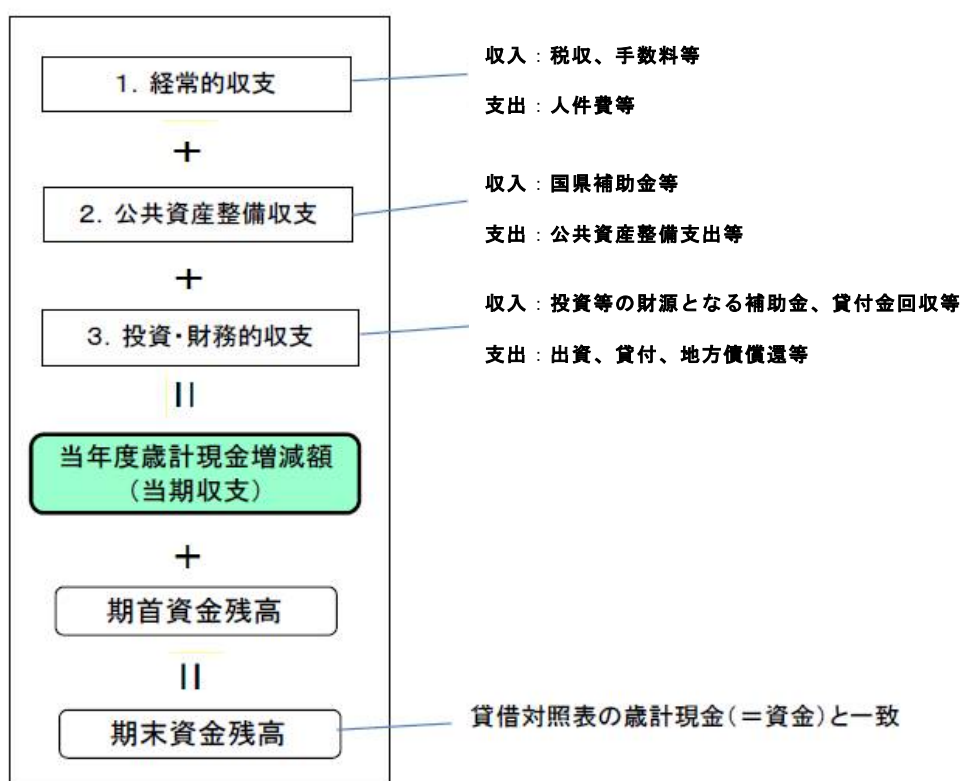 1．経常的収支
収入：税収、手数料等
支出：人件費等
＋
2．公共資産整備収支
収入：国県補助金等
支出：公共資産整備支出等
＋
3．投資・財務的収支
収入：投資等の財源となる補助金、貸付金回収等
支出：出資、貸付、地方債償還等
＝
当年度歳計現金増減額
（当期収支）
＋
期首資金残高
＝
期末資金残高
貸借対照表の歳計現金（＝資金）と一致